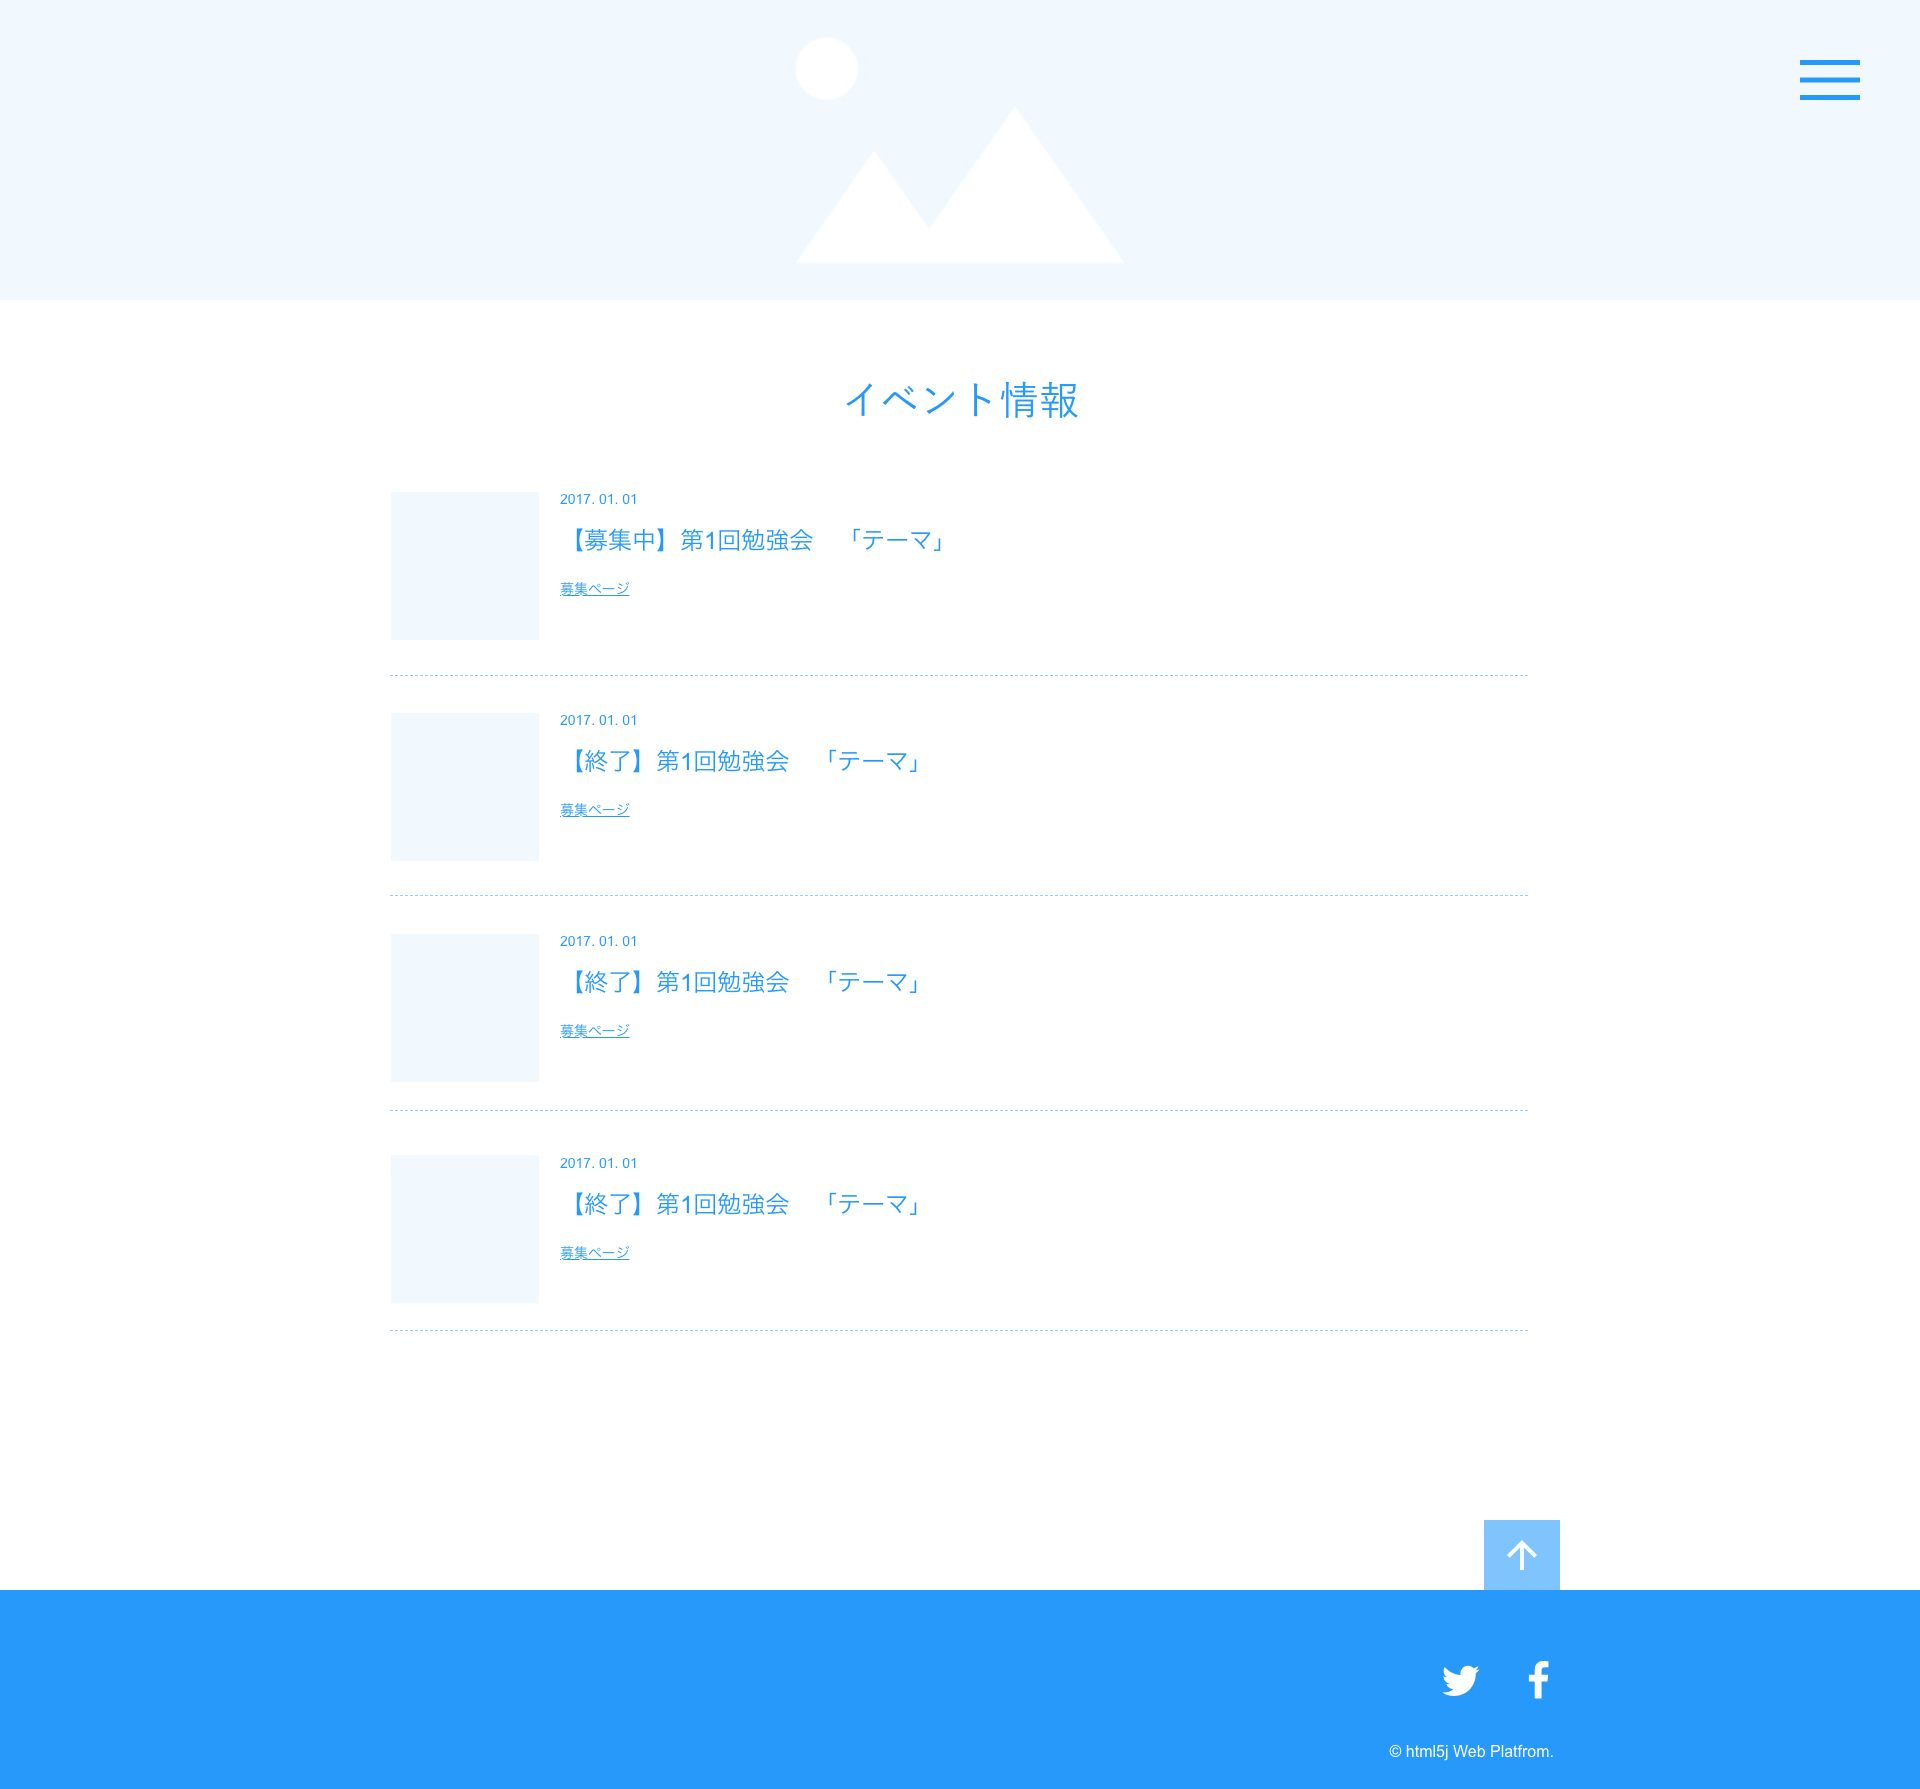 イベント情報
2017. 01. 01
【募集中】第1回勉強会　「テーマ」
募集ページ
2017. 01. 01
【終了】第1回勉強会　「テーマ」
募集ページ
2017. 01. 01
【終了】第1回勉強会　「テーマ」
募集ページ
2017. 01. 01
【終了】第1回勉強会　「テーマ」
募集ページ
© html5j Web Platfrom.